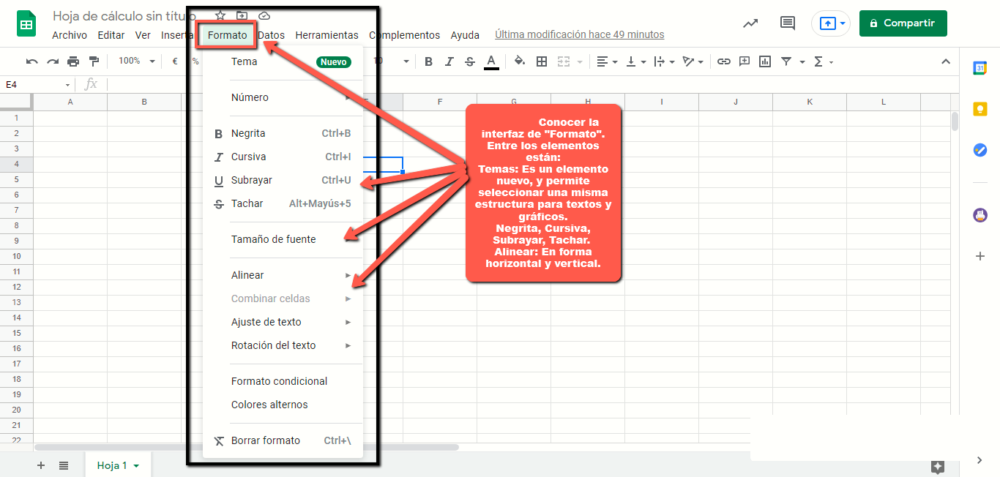 Hoja de cálculo sin título
Archivo Editar Ver Inserta Formato Datos Herramientas Complementos Ayuda Última modificación hace 49 minutos
Compartir
100% € % 10 B I S A Σ
31
E4 fx
A B E F G H I J K L
Tema Nuevo
Número
B Negrita Ctrl+B
I Cursiva Ctrl+I
U Subrayar Ctrl+U
S Tachar Alt+Mayús+5
Tamaño de fuente
Alinear
Combinar celdas
Ajuste de texto
Rotación del texto
Formato condicional
Colores alternos
Borrar formato Ctrl+\
Conocer la
interfaz de "Formato".
Entre los elementos
están:
Temas: Es un elemento
nuevo, y permite
seleccionar una misma
estructura para textos y
gráficos.
Negrita, Cursiva,
Subrayar, Tachar.
Alinear: En forma
horizontal y vertical.
1
2
3
4
5
6
7
8
9
10
11
12
13
14
15
16
17
18
19
20
21
22
Hoja 1